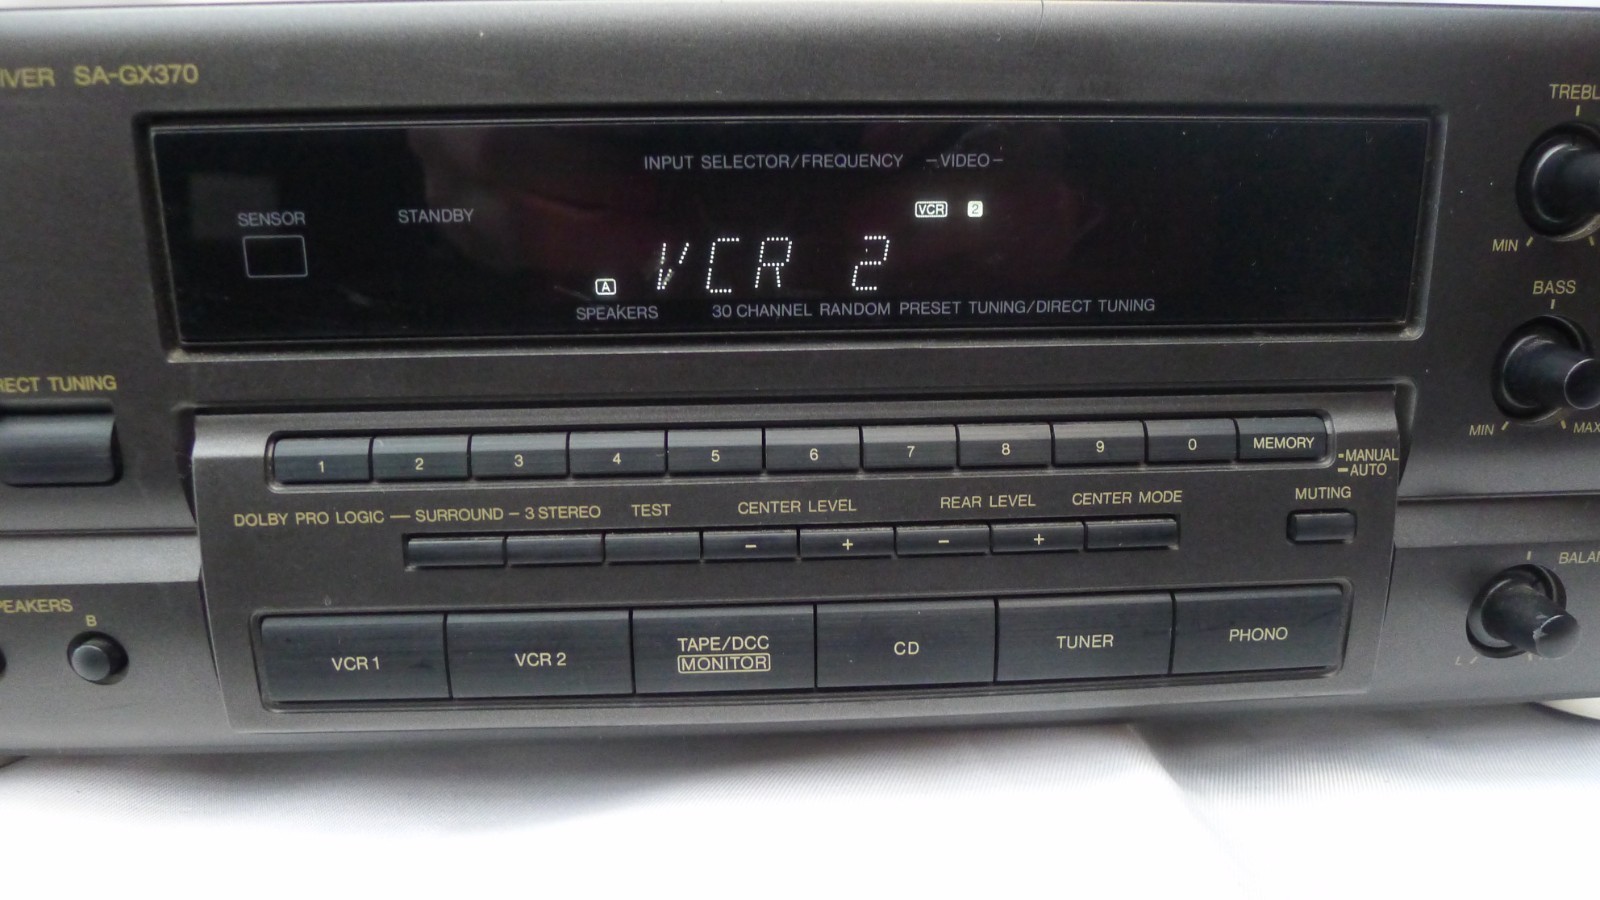 IVER SA-GX370
TREBL
INPUT SELECTOR/FREQUENCY -VIDEO-
VCR 2
SENSOR
STANDBY
VCR 2
A
SPEAKERS
30 CHANNEL RANDOM PRESET TUNING/DIRECT TUNING
MIN
BASS
MIN
MAX
RECT TUNING
1 2 3 4 5 6 7 8 9 0 MEMORY
-MANUAL
-AUTO
DOLBY PRO LOGIC — SURROUND – 3 STEREO TEST CENTER LEVEL REAR LEVEL CENTER MODE
MUTING
- + - +
BALAN
L
PEAKERS
B
VCR 1 VCR 2 TAPE/DCC MONITOR CD TUNER PHONO